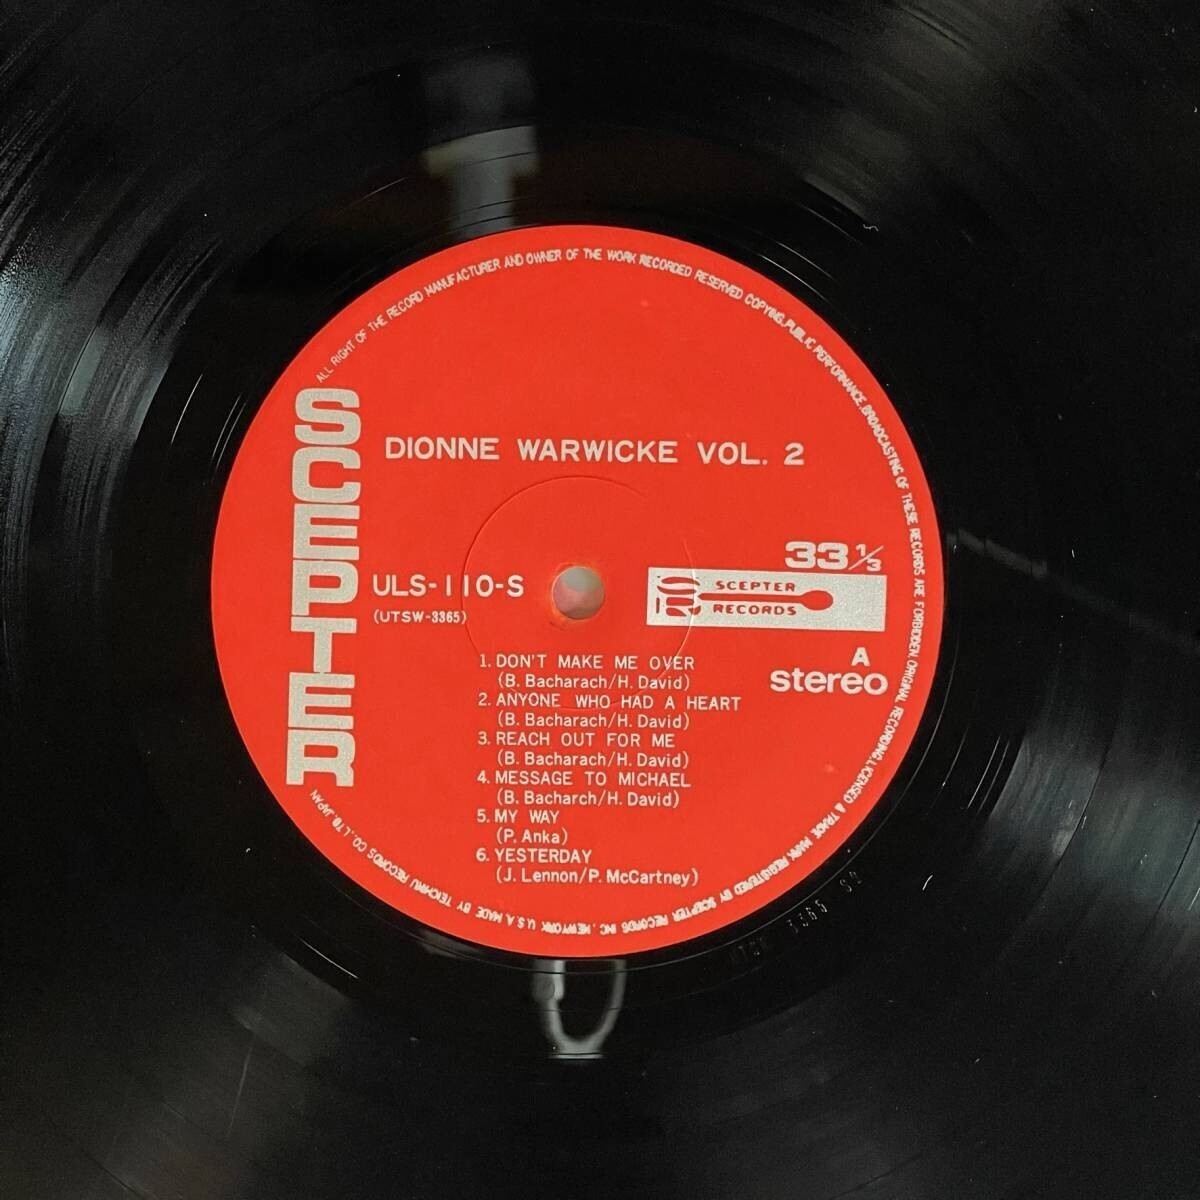 ALL RIGHT OF THE RECORD MANUFACTURER AND OWNER OF THE WORK RECORDED RESERVED COPYING, PUBLIC PERFORMANCE, BROADCASTING OF THESE RECORDS ARE FORBIDDEN, ORIGINAL RECORDING, LICENSED & TRADE MARK REGISTERED BY SCEPTER RECORDS INC. NEWYORK U.S.A. MADE BY TEICHIKU RECORDS CO., LTD. JAPAN
SCEPTER
DIONNE WARWICKE VOL. 2
33 1/3
ULS-110-S
(UTSW-3365)
SCEPTER
RECORDS
A
stereo
1. DON'T MAKE ME OVER
(B. Bacharach/H. David)
2. ANYONE WHO HAD A HEART
(B. Bacharach/H. David)
3. REACH OUT FOR ME
(B. Bacharach/H. David)
4. MESSAGE TO MICHAEL
(B. Bacharch/H. David)
5. MY WAY
(P. Anka)
6. YESTERDAY
(J. Lennon/P. McCartney)
3365